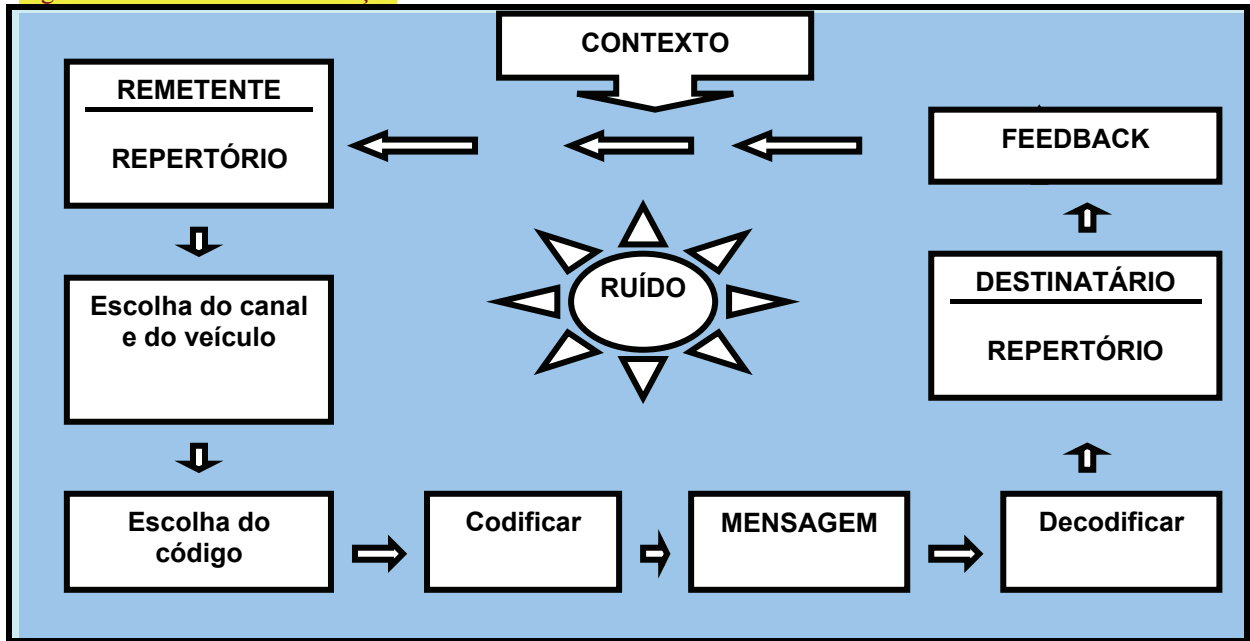 CONTEXTO
REMETENTE
REPERTÓRIO
FEEDBACK
RUÍDO
Escolha do canal
e do veículo
DESTINATÁRIO
REPERTÓRIO
Escolha do
código
Codificar
MENSAGEM
Decodificar